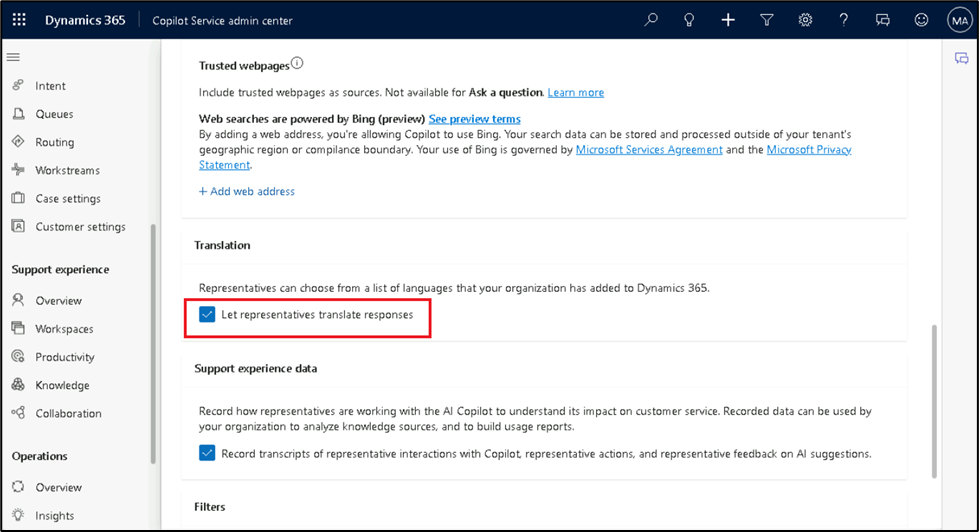 Dynamics 365
Copilot Service admin center
MA
Intent
Queues
Routing
Workstreams
Case settings
Customer settings
Support experience
Overview
Workspaces
Productivity
Knowledge
Collaboration
Operations
Overview
Insights
Trusted webpages
Include trusted webpages as sources. Not available for Ask a question. Learn more
Web searches are powered by Bing (preview) See preview terms
By adding a web address, you're allowing Copilot to use Bing. Your search data can be stored and processed outside of your tenant's
geographic region or compliance boundary. Your use of Bing is governed by Microsoft Services Agreement and the Microsoft Privacy
Statement.
+ Add web address
Translation
Representatives can choose from a list of languages that your organization has added to Dynamics 365.
Let representatives translate responses
Support experience data
Record how representatives are working with the AI Copilot to understand its impact on customer service. Recorded data can be used by
your organization to analyze knowledge sources, and to build usage reports.
Record transcripts of representative interactions with Copilot, representative actions, and representative feedback on AI suggestions.
Filters